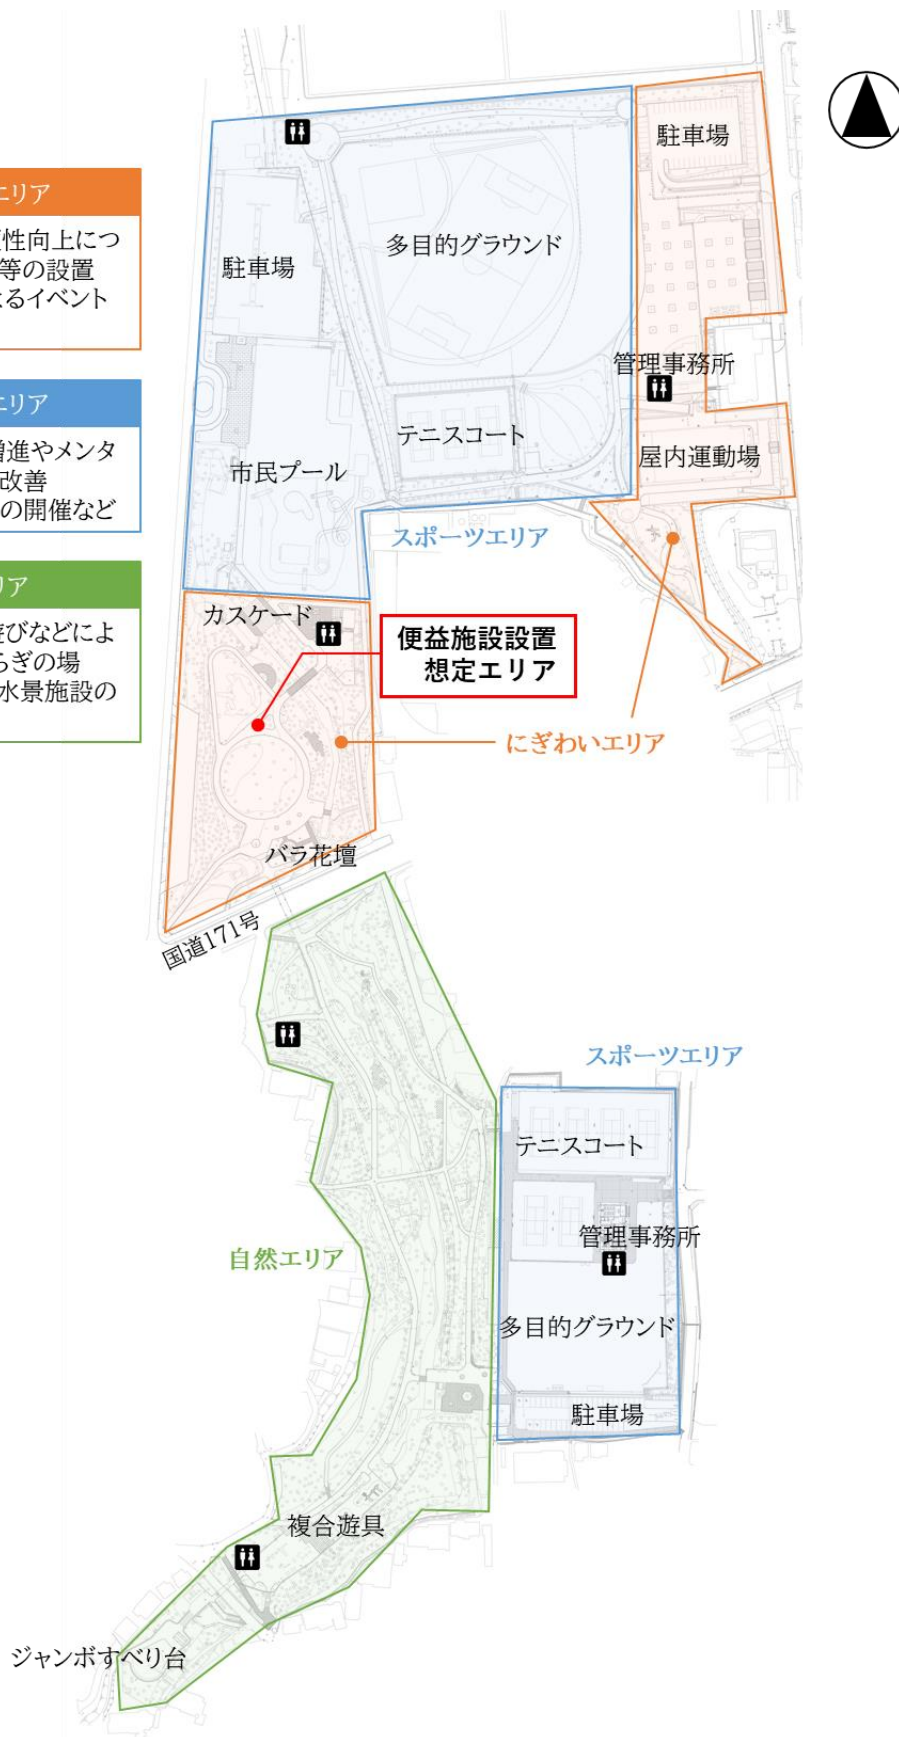 エリア
性向上につ
等の設置
よるイベント
エリア
増進やメンタ
改善
の開催など
リア
遊びなどによ
らぎの場
水景施設の
駐車場
多目的グラウンド
駐車場
管理事務所
テニスコート
屋内運動場
市民プール
スポーツエリア
カスケード
便益施設設置
想定エリア
にぎわいエリア
バラ花壇
国道171号
スポーツエリア
テニスコート
管理事務所
自然エリア
多目的グラウンド
駐車場
複合遊具
ジャンボすべり台